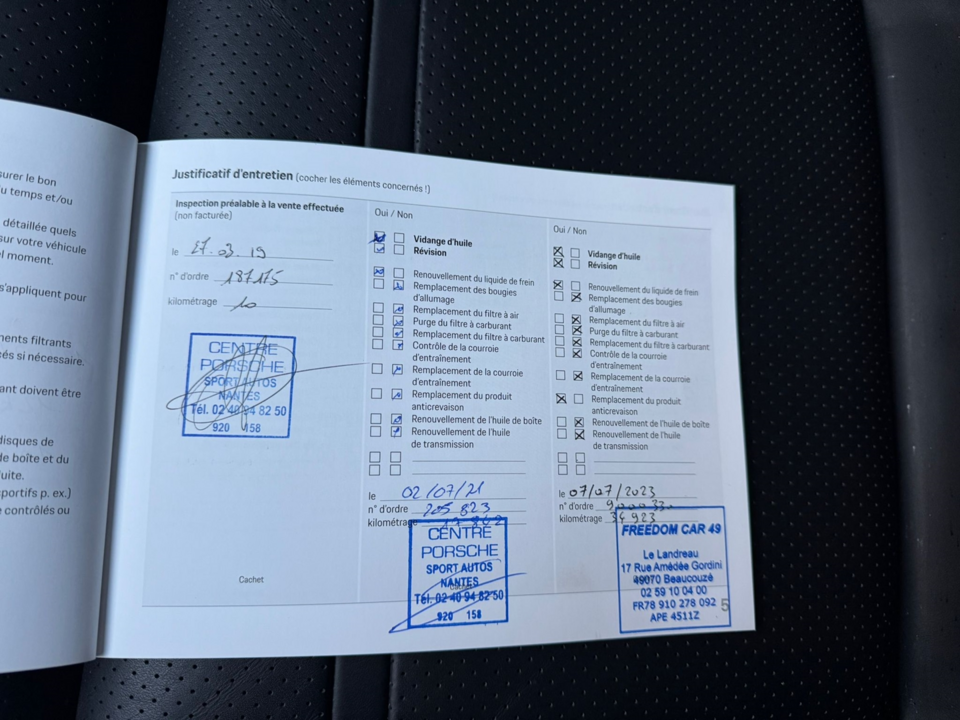 surer le bon
u temps et/ou
détaillée quels
sur votre véhicule
el moment.
s'appliquent pour
nents filtrants
cés si nécessaire.
ant doivent être
disques de
de boîte et du
uite.
sportifs p. ex.)
e contrôlés ou
Justificatif d'entretien (cocher les éléments concernés !)
Inspection préalable à la vente effectuée
(non facturée)
le 27.03.19
n° d'ordre 187175
kilométrage 10
CENTRE
PORSCHE
SPORT AUTOS
NANTES
Tél. 02 40 94 82 50
920 158
Cachet
Oui / Non
Vidange d'huile
Révision
Renouvellement du liquide de frein
Remplacement des bougies
d'allumage
Remplacement du filtre à air
Purge du filtre à carburant
Remplacement du filtre à carburant
Contrôle de la courroie
d'entraînement
Remplacement de la courroie
d'entraînement
Remplacement du produit
anticrevaison
Renouvellement de l'huile de boîte
Renouvellement de l'huile
de transmission
le 02/07/21
n° d'ordre 205 823
kilométrage
CENTRE
PORSCHE
SPORT AUTOS
NANTES
Tél. 02 40 94 82 50
920 158
Oui / Non
Vidange d'huile
Révision
Renouvellement du liquide de frein
Remplacement des bougies
d'allumage
Remplacement du filtre à air
Purge du filtre à carburant
Remplacement du filtre à carburant
Contrôle de la courroie
d'entraînement
Remplacement de la courroie
d'entraînement
Remplacement du produit
anticrevaison
Renouvellement de l'huile de boîte
Renouvellement de l'huile
de transmission
le 07/07/2023
n° d'ordre
kilométrage 34 923
FREEDOM CAR 49
Le Landreau
17 Rue Amédée Gordini
49070 Beaucouzé
02 59 10 04 00
FR78 910 278 092
APE 4511Z
5